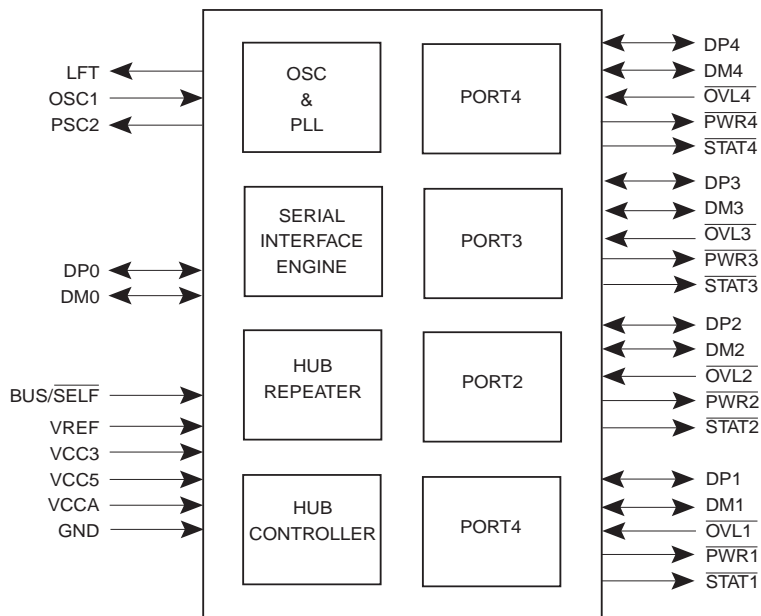 LFT
OSC1
PSC2
DP0
DM0
BUS/SELF
VREF
VCC3
VCC5
VCCA
GND
OSC
&
PLL
SERIAL
INTERFACE
ENGINE
HUB
REPEATER
HUB
CONTROLLER
PORT4
PORT3
PORT2
PORT4
DP4
DM4
OVL4
PWR4
STAT4
DP3
DM3
OVL3
PWR3
STAT3
DP2
DM2
OVL2
PWR2
STAT2
DP1
DM1
OVL1
PWR1
STAT1